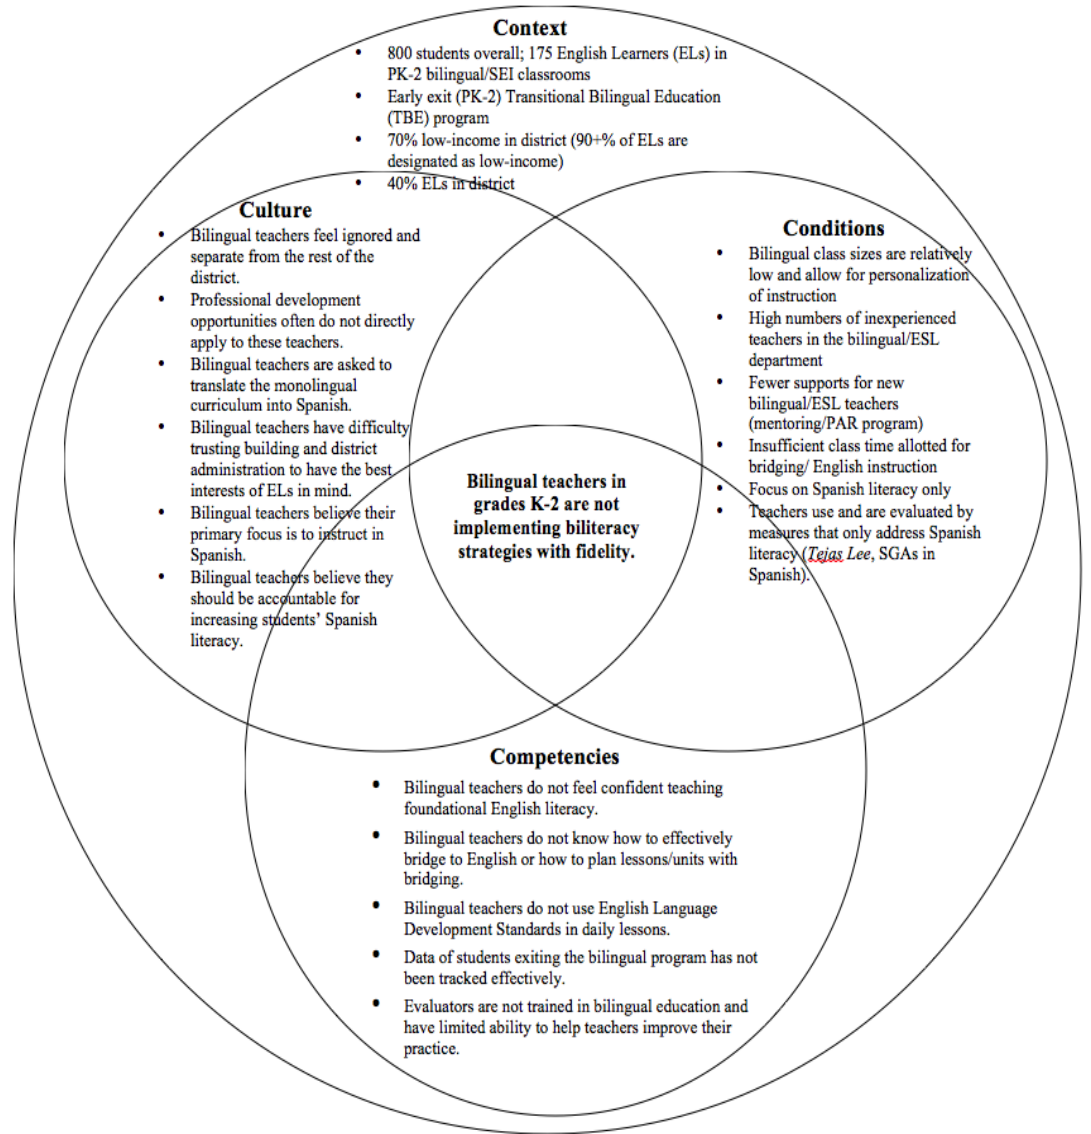 Context
• 800 students overall; 175 English Learners (ELs) in
PK-2 bilingual/SEI classrooms
• Early exit (PK-2) Transitional Bilingual Education
(TBE) program
• 70% low-income in district (90+% of ELs are
designated as low-income)
• 40% ELs in district
Culture
• Bilingual teachers feel ignored and
separate from the rest of the
district.
• Professional development
opportunities often do not directly
apply to these teachers.
• Bilingual teachers are asked to
translate the monolingual
curriculum into Spanish.
• Bilingual teachers have difficulty
trusting building and district
administration to have the best
interests of ELs in mind.
• Bilingual teachers believe their
primary focus is to instruct in
Spanish.
• Bilingual teachers believe they
should be accountable for
increasing students’ Spanish
literacy.
Conditions
• Bilingual class sizes are relatively
low and allow for personalization
of instruction
• High numbers of inexperienced
teachers in the bilingual/ESL
department
• Fewer supports for new
bilingual/ESL teachers
(mentoring/PAR program)
• Insufficient class time allotted for
bridging/ English instruction
• Focus on Spanish literacy only
• Teachers use and are evaluated by
measures that only address Spanish
literacy (Tejas Lee, SGAs in
Spanish).
Bilingual teachers in
grades K-2 are not
implementing biliteracy
strategies with fidelity.
Competencies
• Bilingual teachers do not feel confident teaching
foundational English literacy.
• Bilingual teachers do not know how to effectively
bridge to English or how to plan lessons/units with
bridging.
• Bilingual teachers do not use English Language
Development Standards in daily lessons.
• Data of students exiting the bilingual program has not
been tracked effectively.
• Evaluators are not trained in bilingual education and
have limited ability to help teachers improve their
practice.